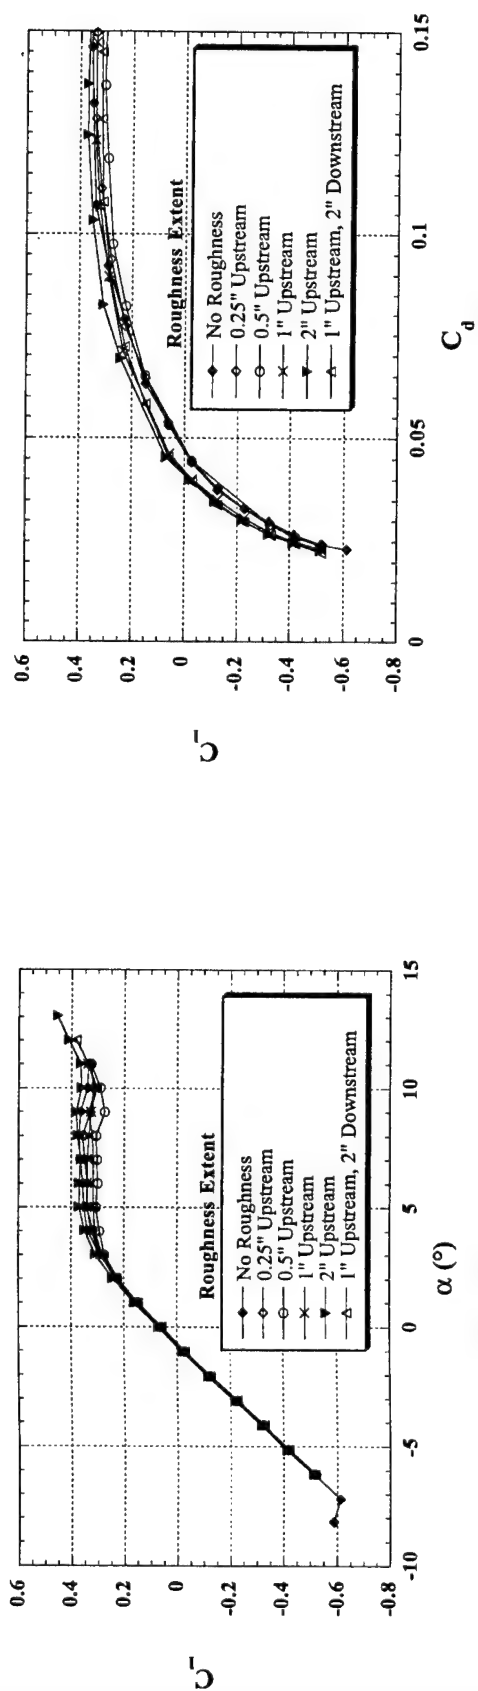 0.6
0.4
0.2
0
-0.2
-0.4
-0.6
-0.8
C_l
-10
-5
0
5
10
15
α (°)
Roughness Extent
No Roughness
0.25" Upstream
0.5" Upstream
1" Upstream
2" Upstream
1" Upstream, 2" Downstream
0.6
0.4
0.2
0
-0.2
-0.4
-0.6
-0.8
C_l
0
0.05
0.1
0.15
C_d
Roughness Extent
No Roughness
0.25" Upstream
0.5" Upstream
1" Upstream
2" Upstream
1" Upstream, 2" Downstream